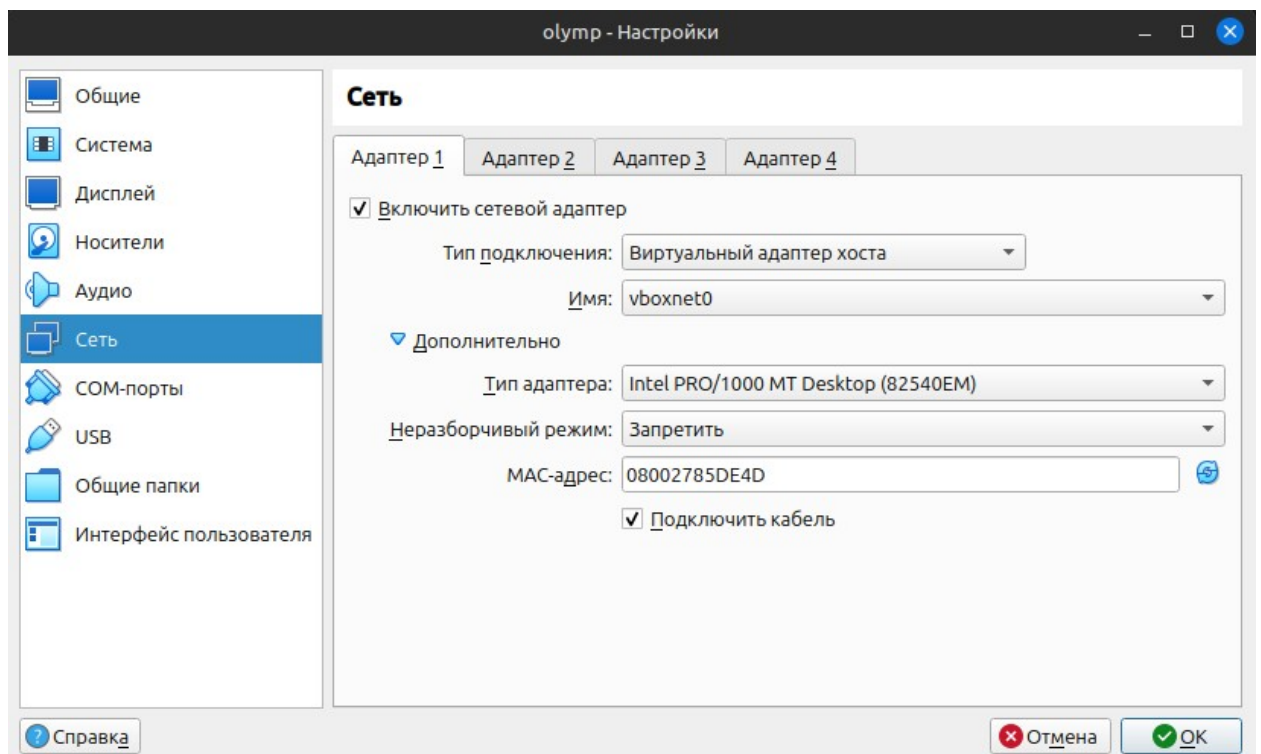 olymp - Настройки
Общие
Система
Дисплей
Носители
Аудио
Сеть
COM-порты
USB
Общие папки
Интерфейс пользователя
Сеть
Адаптер 1 Адаптер 2 Адаптер 3 Адаптер 4
Включить сетевой адаптер
Тип подключения: Виртуальный адаптер хоста
Имя: vboxnet0
Дополнительно
Тип адаптера: Intel PRO/1000 MT Desktop (82540EM)
Неразборчивый режим: Запретить
MAC-адрес: 08002785DE4D
Подключить кабель
Справка Отмена OK